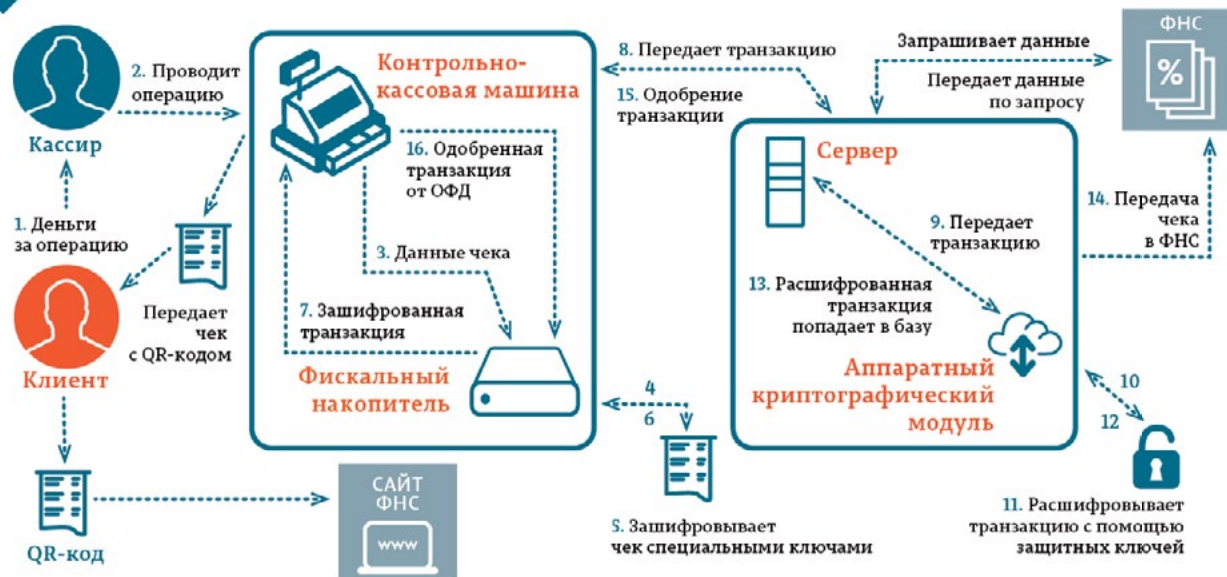 Кассир
2. Проводит
операцию
1. Деньги
за операцию
Клиент
Передает
чек
с QR-кодом
QR-код
САЙТ
ФНС
www
Контрольно-
кассовая машина
16. Одобренная
транзакция
от ОФД
3. Данные чека
7. Зашифрованная
транзакция
Фискальный
накопитель
4
6
5. Зашифровывает
чек специальными ключами
8. Передает транзакцию
15. Одобрение
транзакции
Запрашивает данные
Передает данные
по запросу
ФНС
%
Сервер
9. Передает
транзакцию
13. Расшифрованная
транзакция
попадает в базу
Аппаратный
криптографический
модуль
14. Передача
чека
в ФНС
10
12
11. Расшифровывает
транзакцию с помощью
защитных ключей